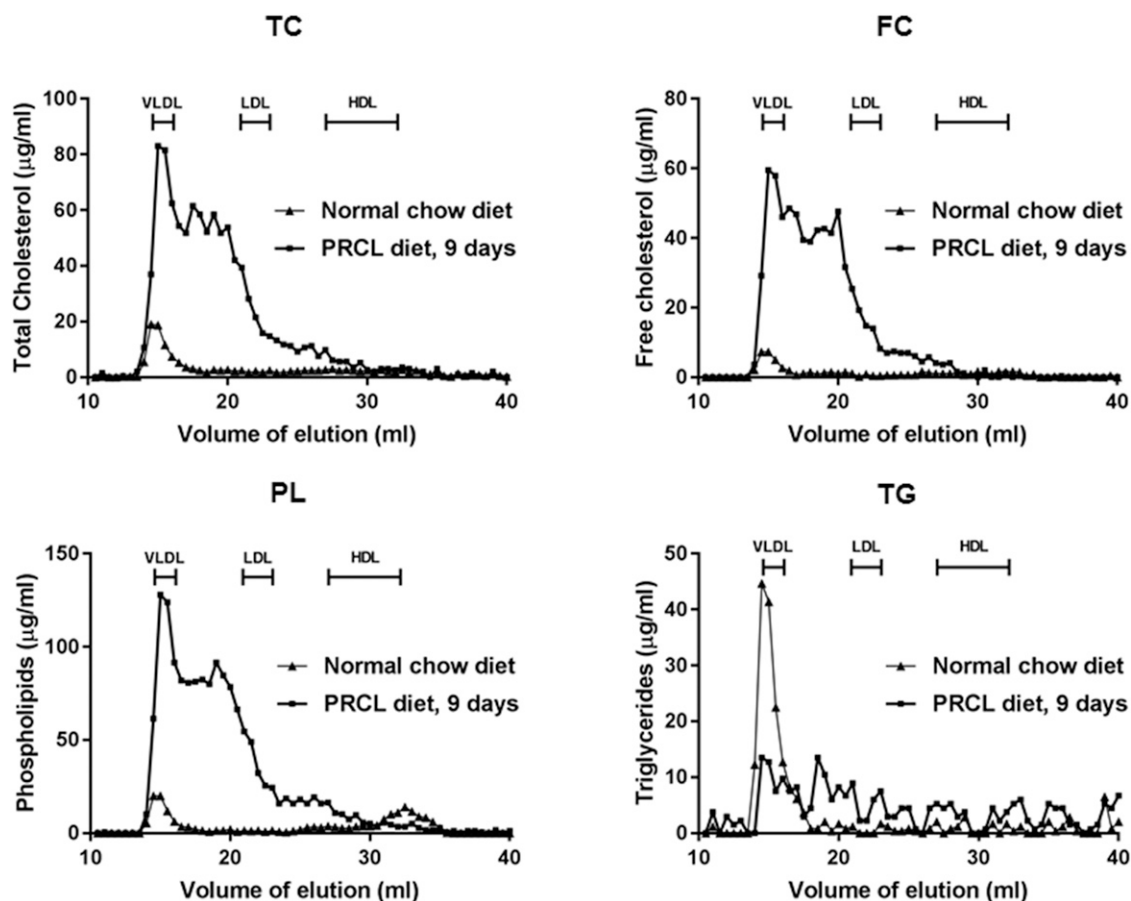 TC
VLDL LDL HDL
Total Cholesterol (µg/ml)
100
80
60
40
20
0
Normal chow diet
PRCL diet, 9 days
10 20 30 40
Volume of elution (ml)
FC
VLDL LDL HDL
Free cholesterol (µg/ml)
80
60
40
20
0
Normal chow diet
PRCL diet, 9 days
10 20 30 40
Volume of elution (ml)
PL
VLDL LDL HDL
Phospholipids (µg/ml)
150
100
50
0
Normal chow diet
PRCL diet, 9 days
10 20 30 40
Volume of elution (ml)
TG
VLDL LDL HDL
Triglycerides (µg/ml)
50
40
30
20
10
0
Normal chow diet
PRCL diet, 9 days
10 20 30 40
Volume of elution (ml)